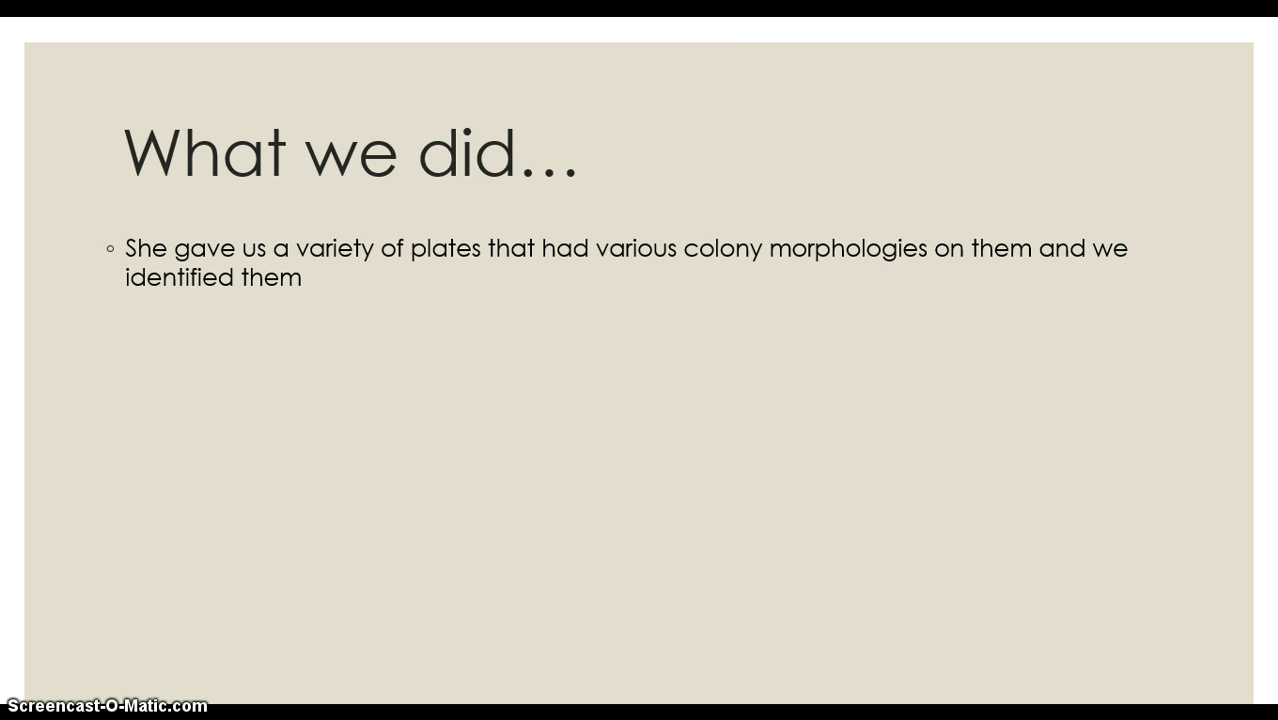 What we did...
◦ She gave us a variety of plates that had various colony morphologies on them and we
identified them
Screencast-O-Matic.com